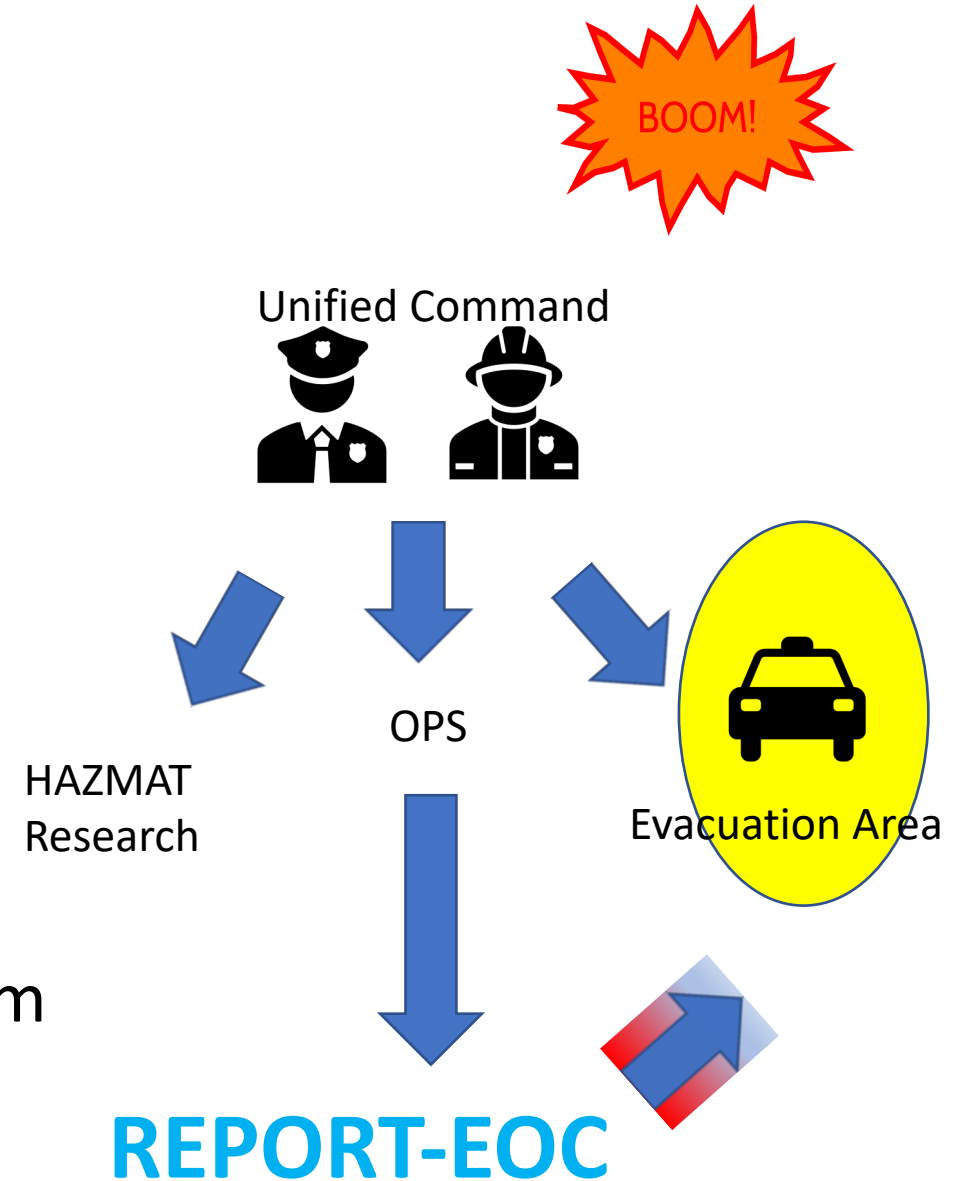 BOOM!
Unified Command
OPS
HAZMAT
Research
Evacuation Area
REPORT-EOC